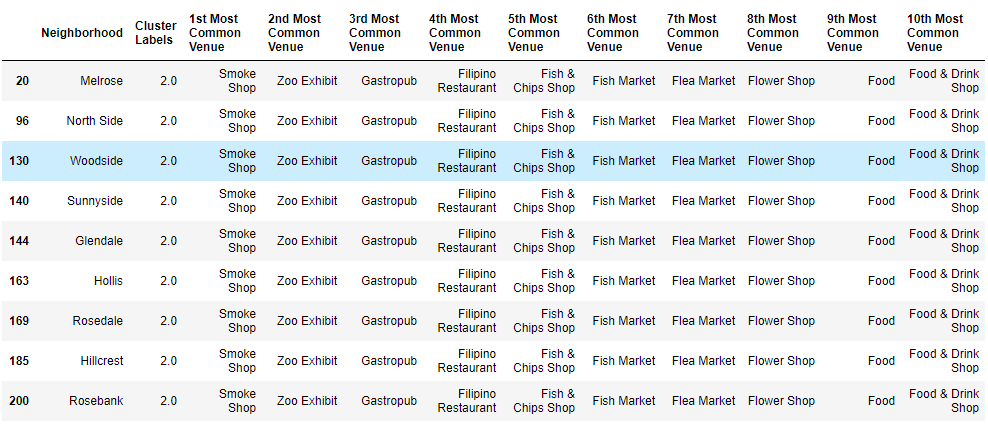 Neighborhood Cluster Labels 1st Most Common Venue 2nd Most Common Venue 3rd Most Common Venue 4th Most Common Venue 5th Most Common Venue 6th Most Common Venue 7th Most Common Venue 8th Most Common Venue 9th Most Common Venue 10th Most Common Venue
20 Melrose 2.0 Smoke Shop Zoo Exhibit Gastropub Filipino Restaurant Fish & Chips Shop Fish Market Flea Market Flower Shop Food Food & Drink Shop
96 North Side 2.0 Smoke Shop Zoo Exhibit Gastropub Filipino Restaurant Fish & Chips Shop Fish Market Flea Market Flower Shop Food Food & Drink Shop
130 Woodside 2.0 Smoke Shop Zoo Exhibit Gastropub Filipino Restaurant Fish & Chips Shop Fish Market Flea Market Flower Shop Food Food & Drink Shop
140 Sunnyside 2.0 Smoke Shop Zoo Exhibit Gastropub Filipino Restaurant Fish & Chips Shop Fish Market Flea Market Flower Shop Food Food & Drink Shop
144 Glendale 2.0 Smoke Shop Zoo Exhibit Gastropub Filipino Restaurant Fish & Chips Shop Fish Market Flea Market Flower Shop Food Food & Drink Shop
163 Hollis 2.0 Smoke Shop Zoo Exhibit Gastropub Filipino Restaurant Fish & Chips Shop Fish Market Flea Market Flower Shop Food Food & Drink Shop
169 Rosedale 2.0 Smoke Shop Zoo Exhibit Gastropub Filipino Restaurant Fish & Chips Shop Fish Market Flea Market Flower Shop Food Food & Drink Shop
185 Hillcrest 2.0 Smoke Shop Zoo Exhibit Gastropub Filipino Restaurant Fish & Chips Shop Fish Market Flea Market Flower Shop Food Food & Drink Shop
200 Rosebank 2.0 Smoke Shop Zoo Exhibit Gastropub Filipino Restaurant Fish & Chips Shop Fish Market Flea Market Flower Shop Food Food & Drink Shop